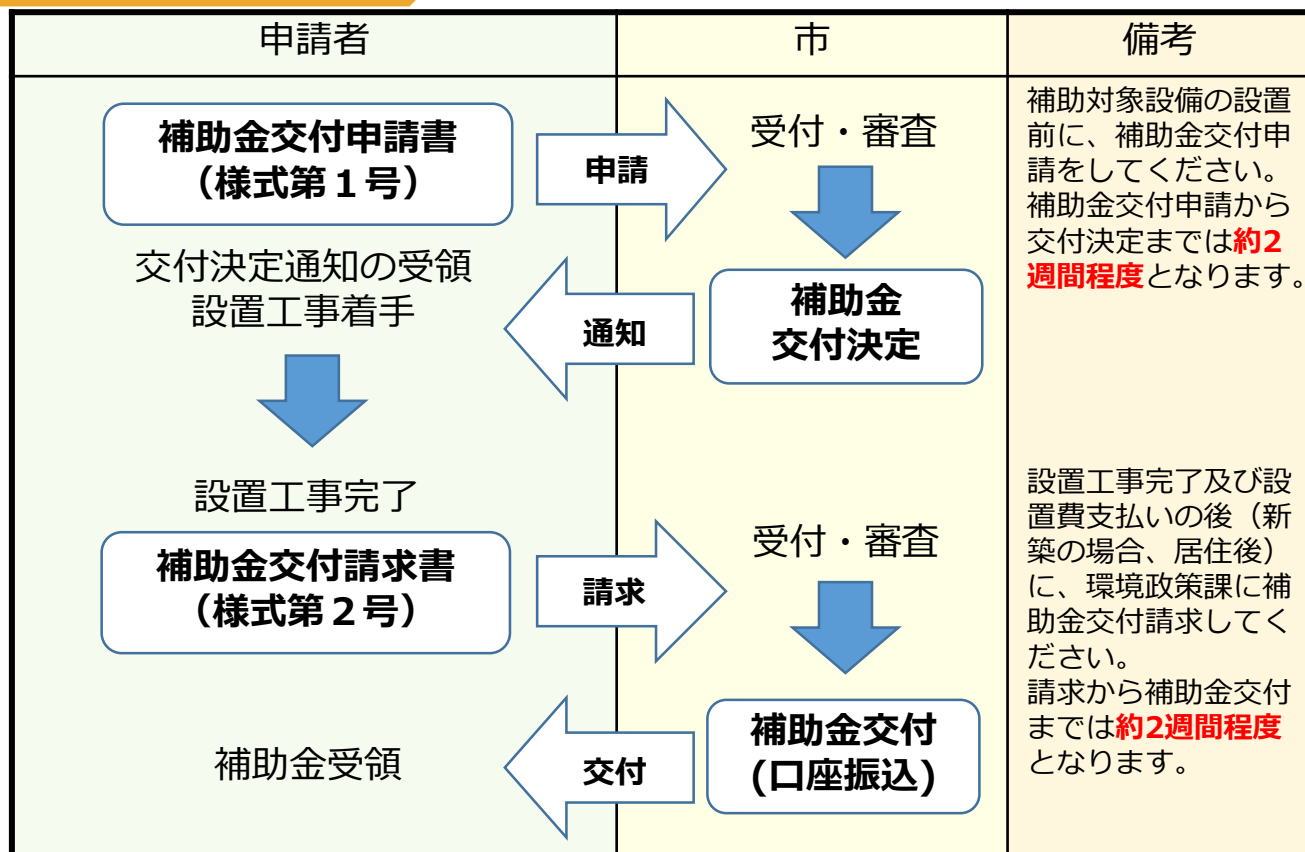 申請者
市
備考
補助金交付申請書
（様式第１号）
申請
受付・審査
補助対象設備の設置
前に、補助金交付申
請をしてください。
補助金交付申請から
交付決定までは約2
週間程度となります。
交付決定通知の受領
設置工事着手
通知
補助金
交付決定
設置工事完了
補助金交付請求書
（様式第２号）
請求
受付・審査
設置工事完了及び設
置費支払いの後（新
築の場合、居住後）
に、環境政策課に補
助金交付請求してく
ださい。
請求から補助金交付
までは約2週間程度
となります。
補助金受領
交付
補助金交付
(口座振込)